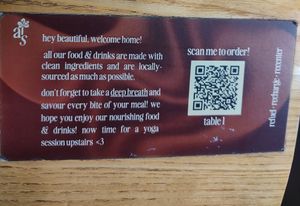 hey beautiful, welcome home!
all our food & drinks are made with
clean ingredients and are locally-
sourced as much as possible.
don't forget to take a deep breath and
savour every bite of your meal! we
hope you enjoy our nourishing food
& drinks! now time for a yoga
session upstairs <3
scan me to order!
table 1
refuel · recharge · recenter